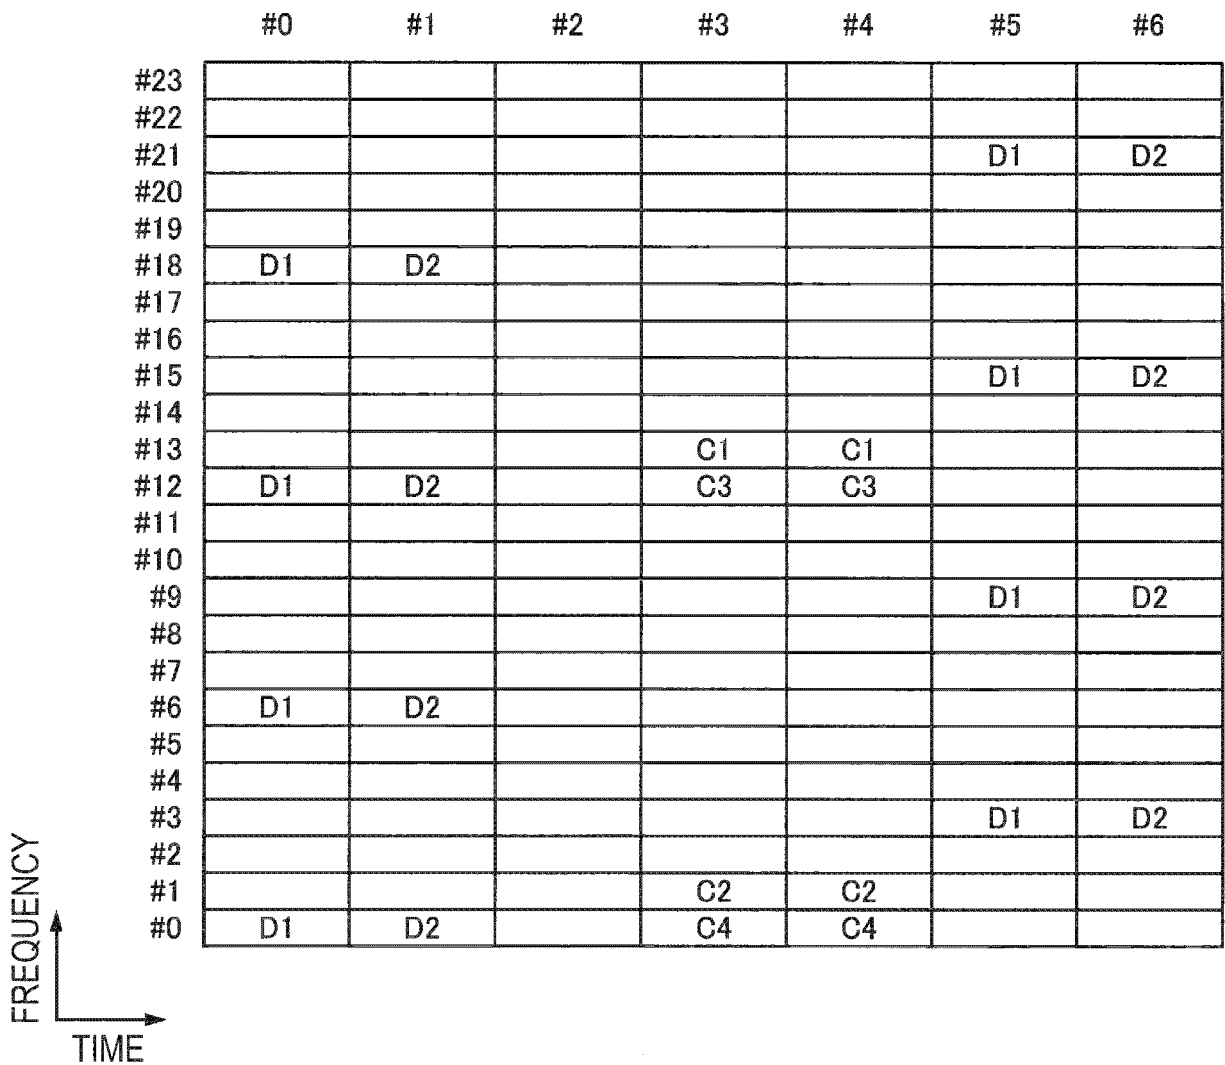 #0 #1 #2 #3 #4 #5 #6
#23
#22
#21 D1 D2
#20
#19
#18 D1 D2
#17
#16
#15 D1 D2
#14
#13 C1 C1
#12 D1 D2 C3 C3
#11
#10
#9 D1 D2
#8
#7
#6 D1 D2
#5
#4
#3 D1 D2
#2
#1 C2 C2
#0 D1 D2 C4 C4
FREQUENCY
TIME